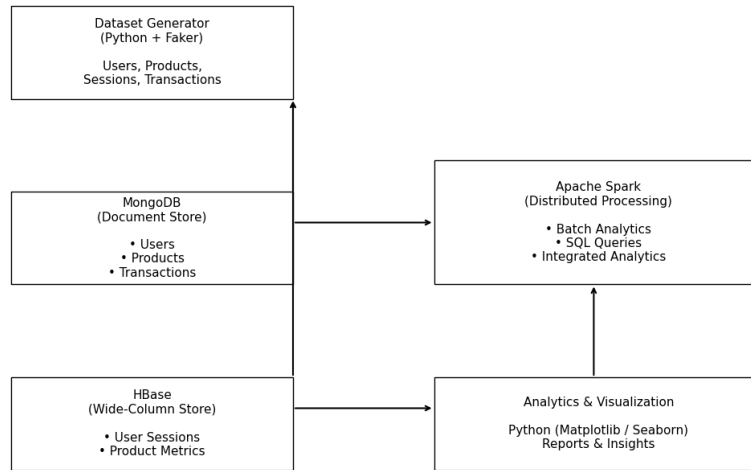 Dataset Generator
(Python + Faker)
Users, Products,
Sessions, Transactions
MongoDB
(Document Store)
• Users
• Products
• Transactions
Apache Spark
(Distributed Processing)
• Batch Analytics
• SQL Queries
• Integrated Analytics
HBase
(Wide-Column Store)
• User Sessions
• Product Metrics
Analytics & Visualization
Python (Matplotlib / Seaborn)
Reports & Insights